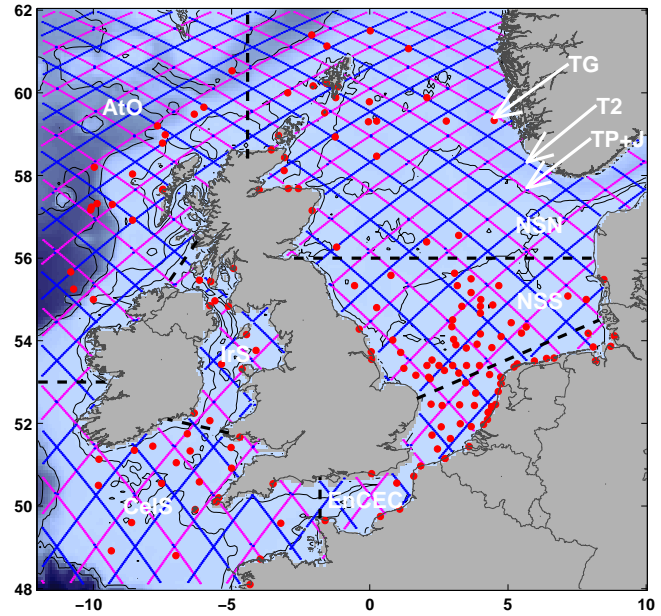 62
60
58
56
54
52
50
48
TG
T2
TP+J
AtO
NSN
NSS
IrS
CelS
EnCEC
−10 −5 0 5 10